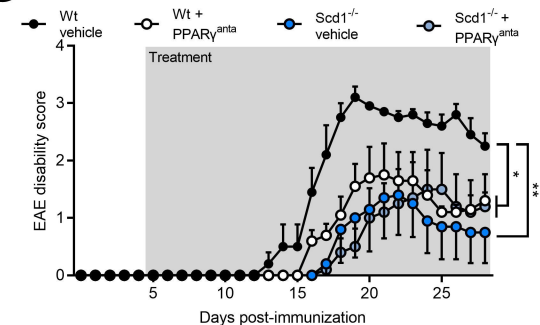 Wt
vehicle
Wt +
PPARγanta
Scd1-/-
vehicle
Scd1-/- +
PPARγanta
Treatment
EAE disability score
4
3
2
1
0
*
**
5 10 15 20 25
Days post-immunization